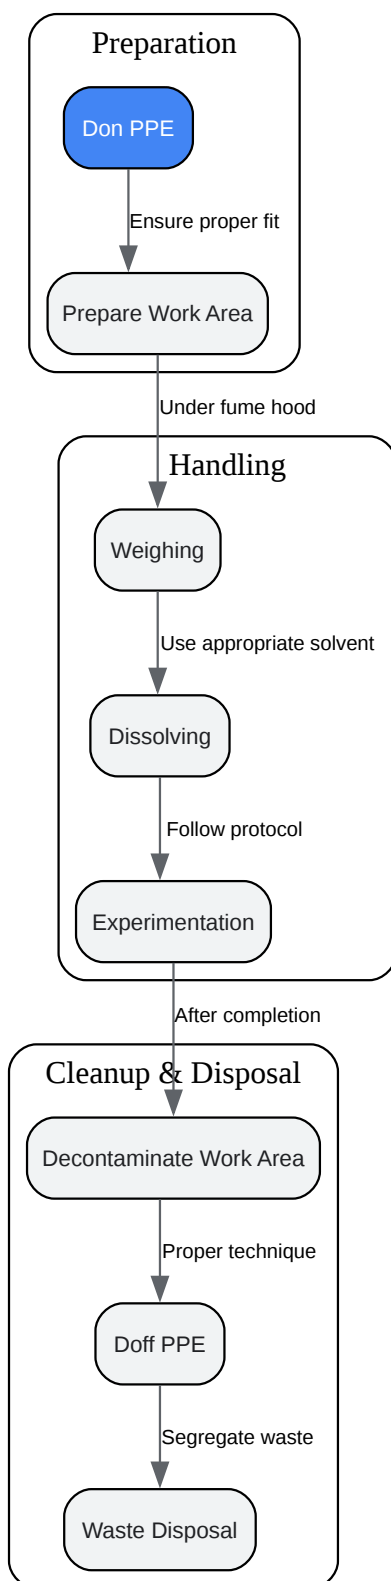 Preparation
Don PPE
Ensure proper fit
Prepare Work Area
Under fume hood
Handling
Weighing
Use appropriate solvent
Dissolving
Follow protocol
Experimentation
After completion
Cleanup & Disposal
Decontaminate Work Area
Proper technique
Doff PPE
Segregate waste
Waste Disposal